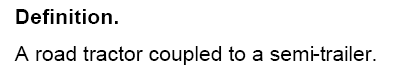 Definition.
A road tractor coupled to a semi-trailer.